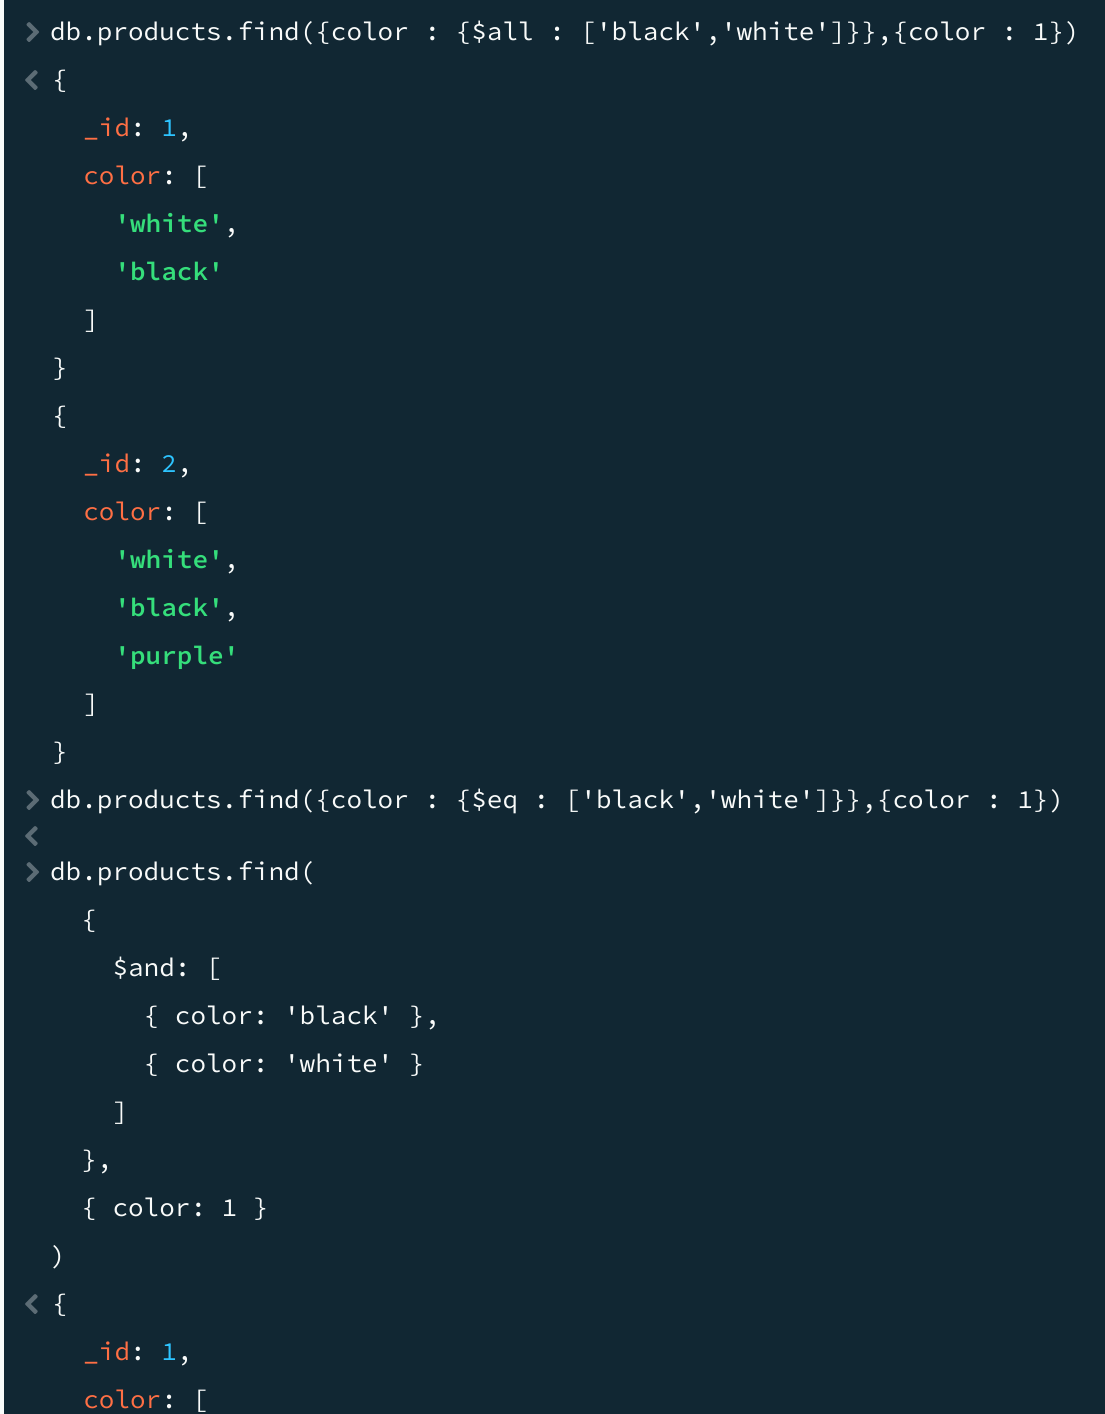 > db.products.find({color : {$all : ['black','white']}},{color : 1})
< {
_id: 1,
color: [
'white',
'black'
]
}
{
_id: 2,
color: [
'white',
'black',
'purple'
]
}
> db.products.find({color : {$eq : ['black','white']}},{color : 1})
<
> db.products.find(
{
$and: [
{ color: 'black' },
{ color: 'white' }
]
},
{ color: 1 }
)
< {
_id: 1,
color: [